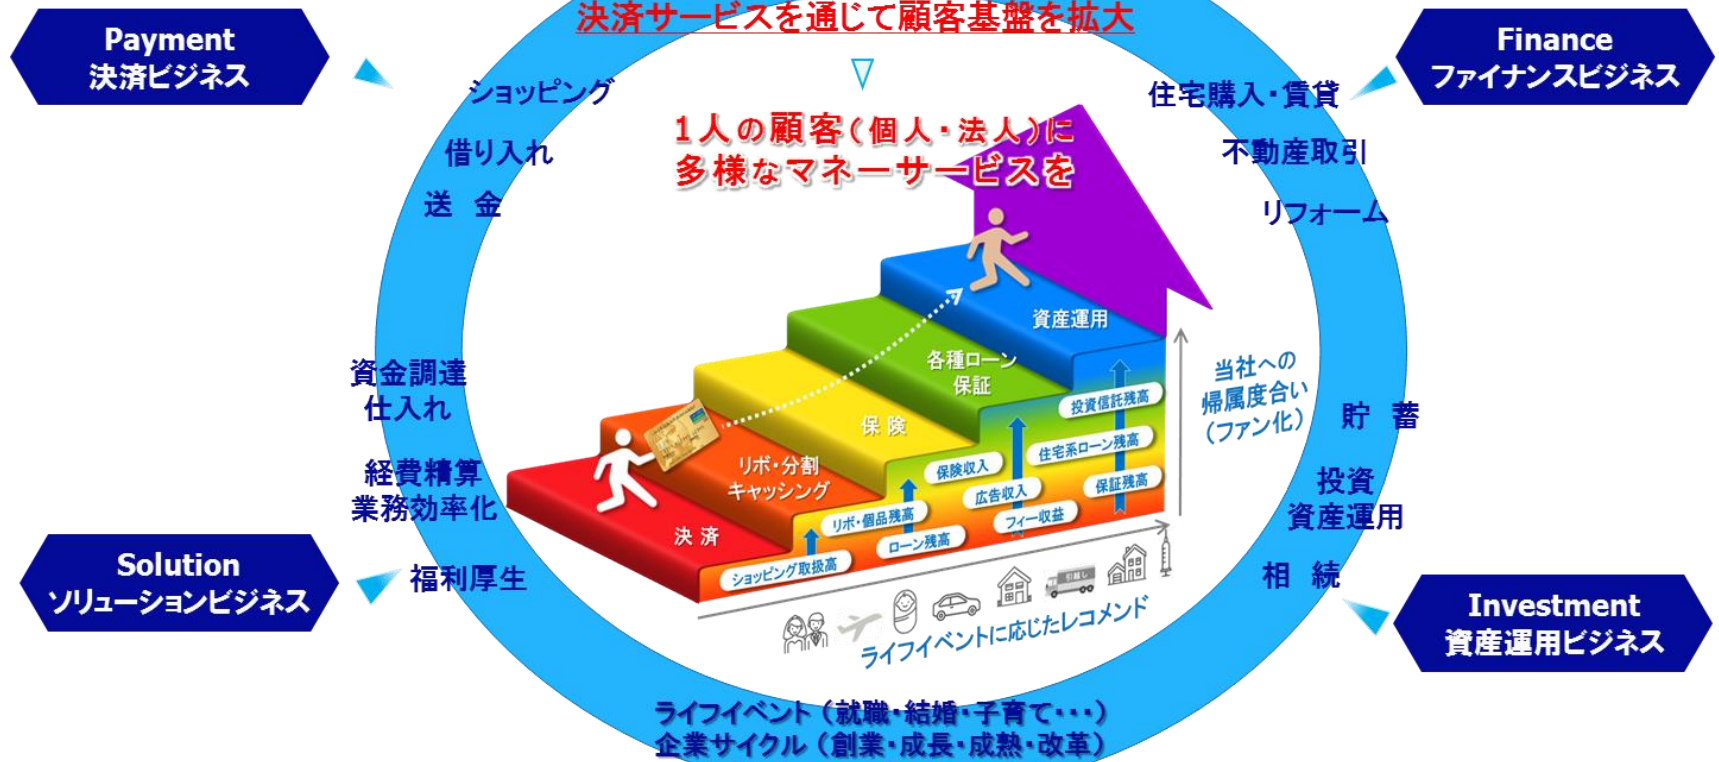 決済サービスを通じて顧客基盤を拡大
Payment
決済ビジネス
Finance
ファイナンスビジネス
ショッピング
借り入れ
送 金
住宅購入・賃貸
不動産取引
リフォーム
1人の顧客（個人・法人）に
多様なマネーサービスを
資産運用
各種ローン
保証
保 険
リボ・分割
キャッシング
決 済
投資信託残高
住宅系ローン残高
保証残高
保険収入
広告収入
フィー収益
リボ・個品残高
ローン残高
ショッピング取扱高
当社への
帰属度合い
（ファン化）
引越し
ライフイベントに応じたレコメンド
資金調達
仕入れ
経費精算
業務効率化
福利厚生
貯 蓄
投資
資産運用
相 続
Solution
ソリューションビジネス
Investment
資産運用ビジネス
ライフイベント（就職・結婚・子育て・・・）
企業サイクル（創業・成長・成熟・改革）